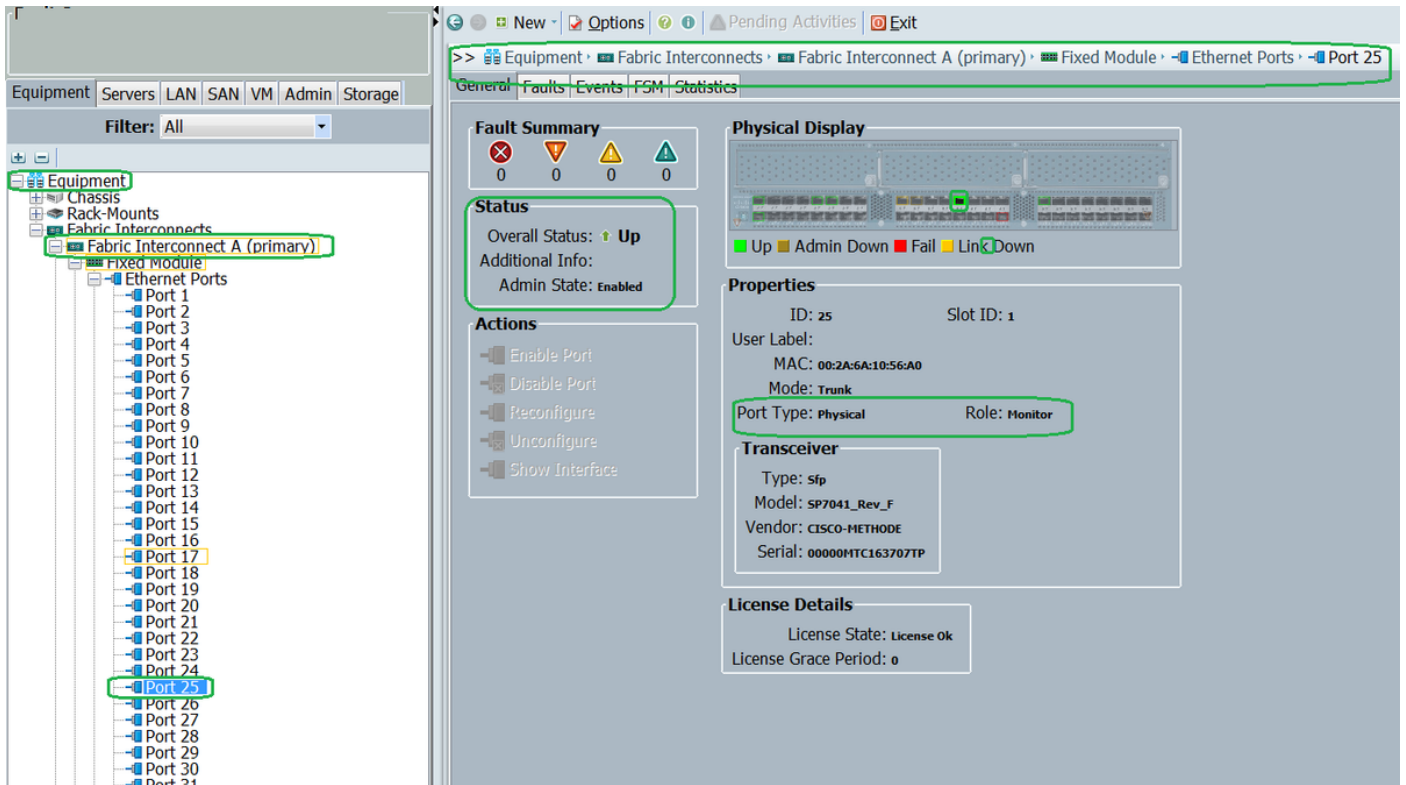 New Options Pending Activities Exit
>> Equipment Fabric Interconnects Fabric Interconnect A (primary) Fixed Module Ethernet Ports Port 25
Equipment Servers LAN SAN VM Admin Storage
Filter: All
Equipment
Chassis
Rack-Mounts
Fabric Interconnects
Fabric Interconnect A (primary)
Fixed Module
Ethernet Ports
Port 1
Port 2
Port 3
Port 4
Port 5
Port 6
Port 7
Port 8
Port 9
Port 10
Port 11
Port 12
Port 13
Port 14
Port 15
Port 16
Port 17
Port 18
Port 19
Port 20
Port 21
Port 22
Port 23
Port 24
Port 25
Port 26
Port 27
Port 28
Port 29
Port 30
Port 31
General Faults Events FSM Statistics
Fault Summary
0 0 0 0
Status
Overall Status: Up
Additional Info:
Admin State: Enabled
Actions
Enable Port
Disable Port
Reconfigure
Unconfigure
Show Interface
Physical Display
Up Admin Down Fail Link Down
Properties
ID: 25 Slot ID: 1
User Label:
MAC: 00:2A:6A:10:56:A0
Mode: Trunk
Port Type: Physical Role: Monitor
Transceiver
Type: Sfp
Model: SP7041_Rev_F
Vendor: CISCO-METHODE
Serial: 00000MTC163707TP
License Details
License State: License Ok
License Grace Period: 0